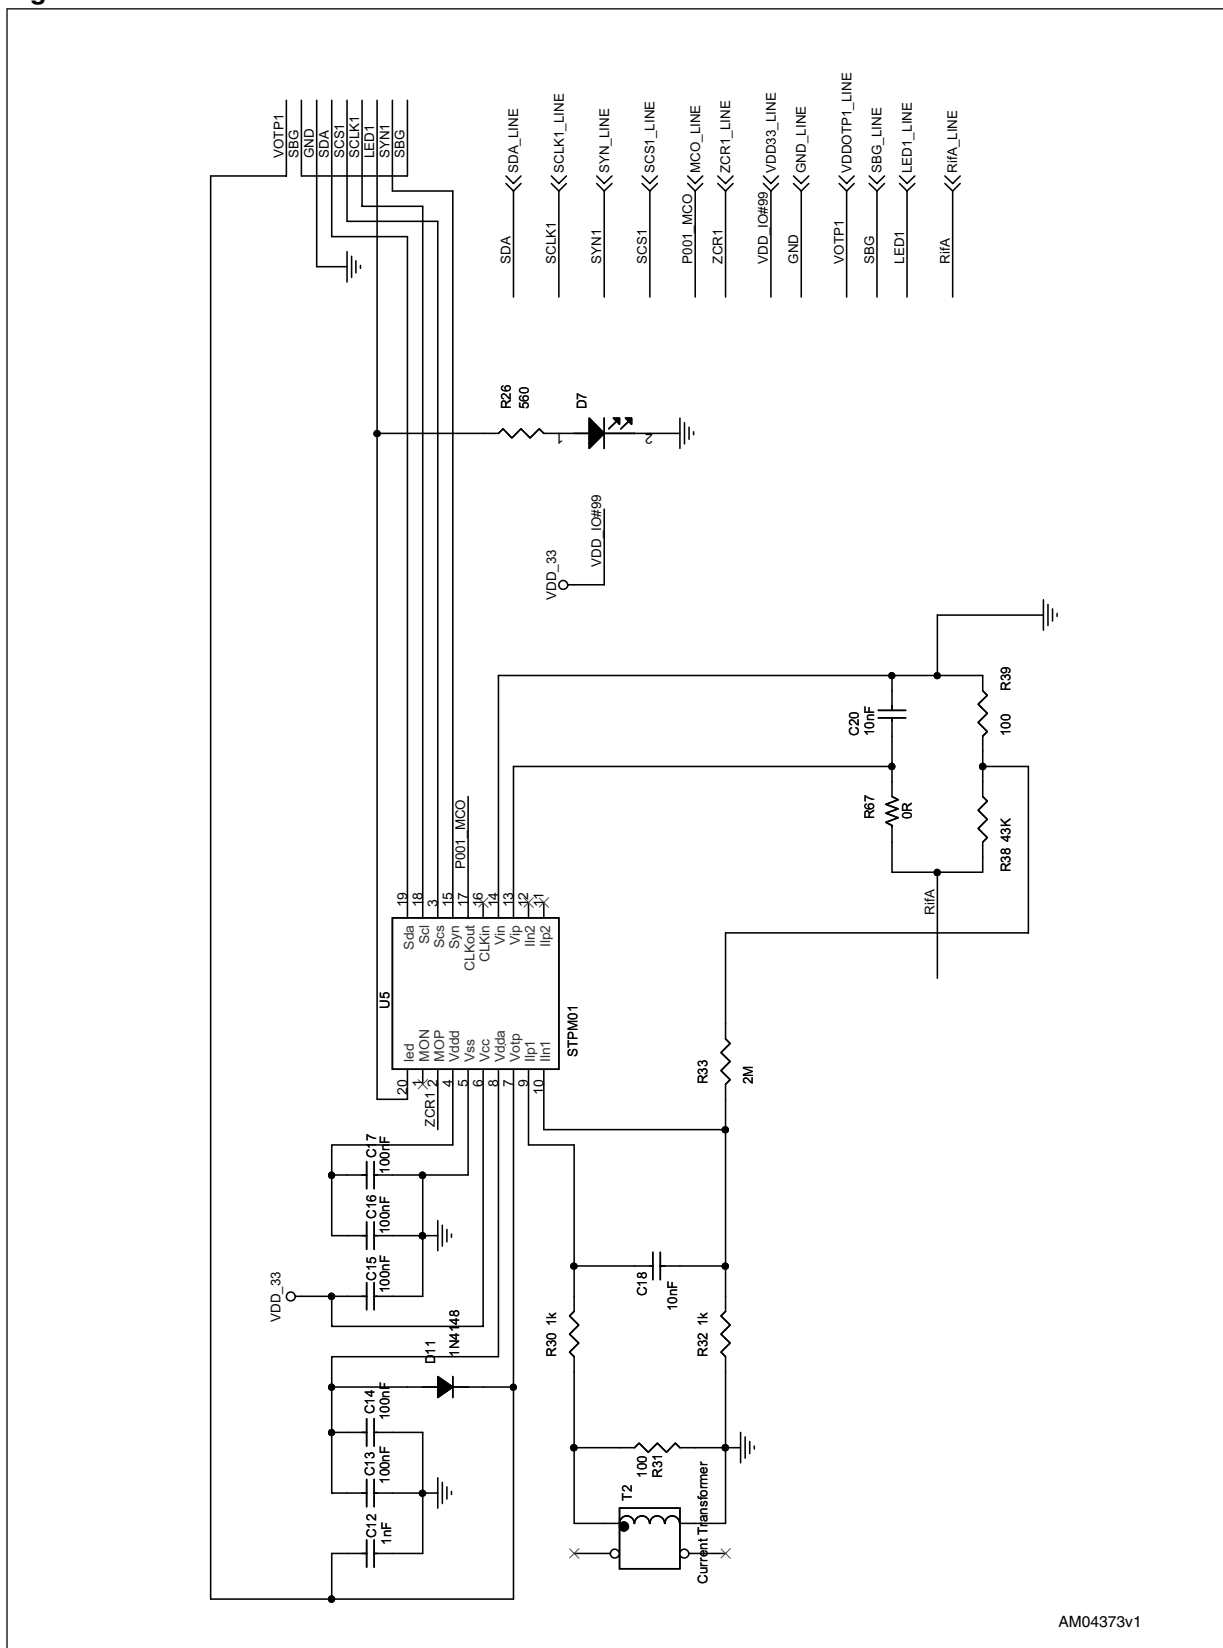 VOTP1
SBG
GND
SDA
SCS1
SCLK1
LED1
SYN1
SBG
SDA
SDA_LINE
SCLK1
SCLK1_LINE
SYN1
SYN_LINE
SCS1
SCS1_LINE
P001_MCO
MCO_LINE
ZCR1
ZCR1_LINE
VDD_IO#99
VDD33_LINE
GND
GND_LINE
VOTP1
VDDOTP1_LINE
SBG
SBG_LINE
LED1
LED1_LINE
RifA
RifA_LINE
R26
560
D7
1
2
VDD_33
VDD_IO#99
C20
10nF
R39
100
R67
0R
R38 43K
RifA
P001_MCO
U5
STPM01
19
18
3
15
17
16
14
13
12
11
Sda
Scl
Scs
Syn
CLKout
CLKin
Vin
Vip
IIn2
IIp2
led
MON
MOP
Vddd
Vss
Vcc
Vdda
Votp
IIp1
IIn1
20
1
2
4
5
6
8
7
9
10
ZCR1
R33
2M
C17
100nF
C16
100nF
C15
100nF
VDD_33
D11
1N4148
C14
100nF
C13
100nF
C12
1nF
R30 1k
C18
10nF
R32 1k
100
R31
T2
Current Transformer
AM04373v1